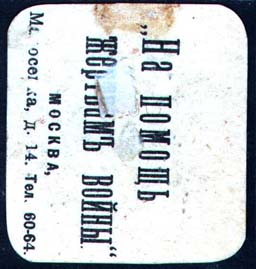 „На помощь
жертвамъ войны“
МОСКВА,
д. 14. Тел. 60-64.